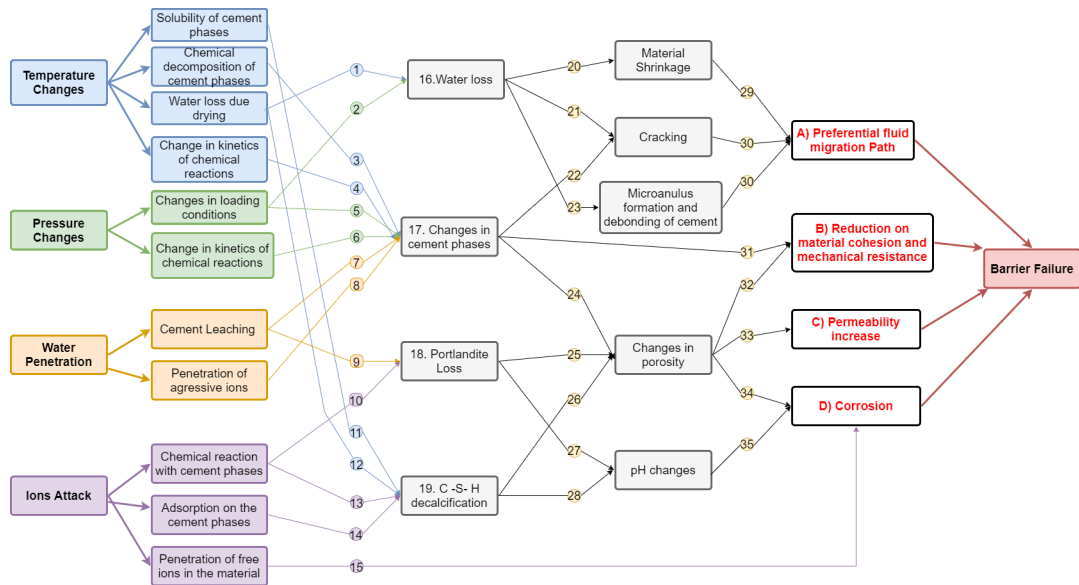 Temperature
Changes
Pressure
Changes
Water
Penetration
Ions Attack
Solubility of cement
phases
Chemical
decomposition of
cement phases
Water loss due
drying
Change in kinetics
of chemical
reactions
Changes in loading
conditions
Change in kinetics of
chemical reactions
Cement Leaching
Penetration of
agressive ions
Chemical reaction
with cement phases
Adsorption on the
cement phases
Penetration of free
ions in the material
1
2
3
4
5
6
7
8
9
10
11
12
13
14
15
16.Water loss
17. Changes in
cement phases
18. Portlandite
Loss
19. C -S- H
decalcification
20
21
22
23
24
25
26
27
28
Material
Shrinkage
Cracking
Microanulus
formation and
debonding of cement
Changes in
porosity
pH changes
29
30
30
31
32
33
34
35
A) Preferential fluid
migration Path
B) Reduction on
material cohesion and
mechanical resistance
C) Permeability
increase
D) Corrosion
Barrier Failure